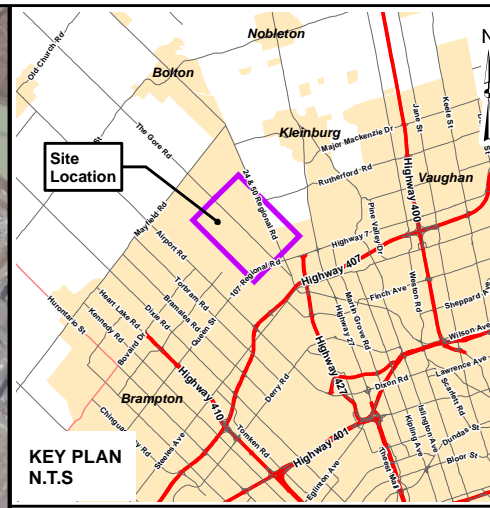 Nobleton
N
Old Church Rd
Bolton
Keele St
Jane St
The Gore Rd
Kleinburg
Major Mackenzie Dr
Site
Location
24 & 50 Regional Rd
Rutherford Rd
Vaughan
Highway 400
Mayfield Rd
Pine Valley Dr
Airport Rd
Highway 7
107 Regional Rd
Highway 407
Weston Rd
Torbram Rd
Finch Ave
Heart Lake Rd
Bramalea Rd
Martin Grove Rd
Sheppard Ave
Hurontario St
Kennedy Rd
Dixie Rd
Queen St
Highway 27
Wilson Ave
Bovaird Dr
Lawrence Ave
Highway 427
Dixon Rd
Scarlett Rd
Derry Rd
Brampton
Highway 410
Islington Ave
Kipling Ave
Dundas St
Tomken Rd
Highway 401
Bloor St
Steeles Ave
KEY PLAN
N.T.S
Eglinton Ave